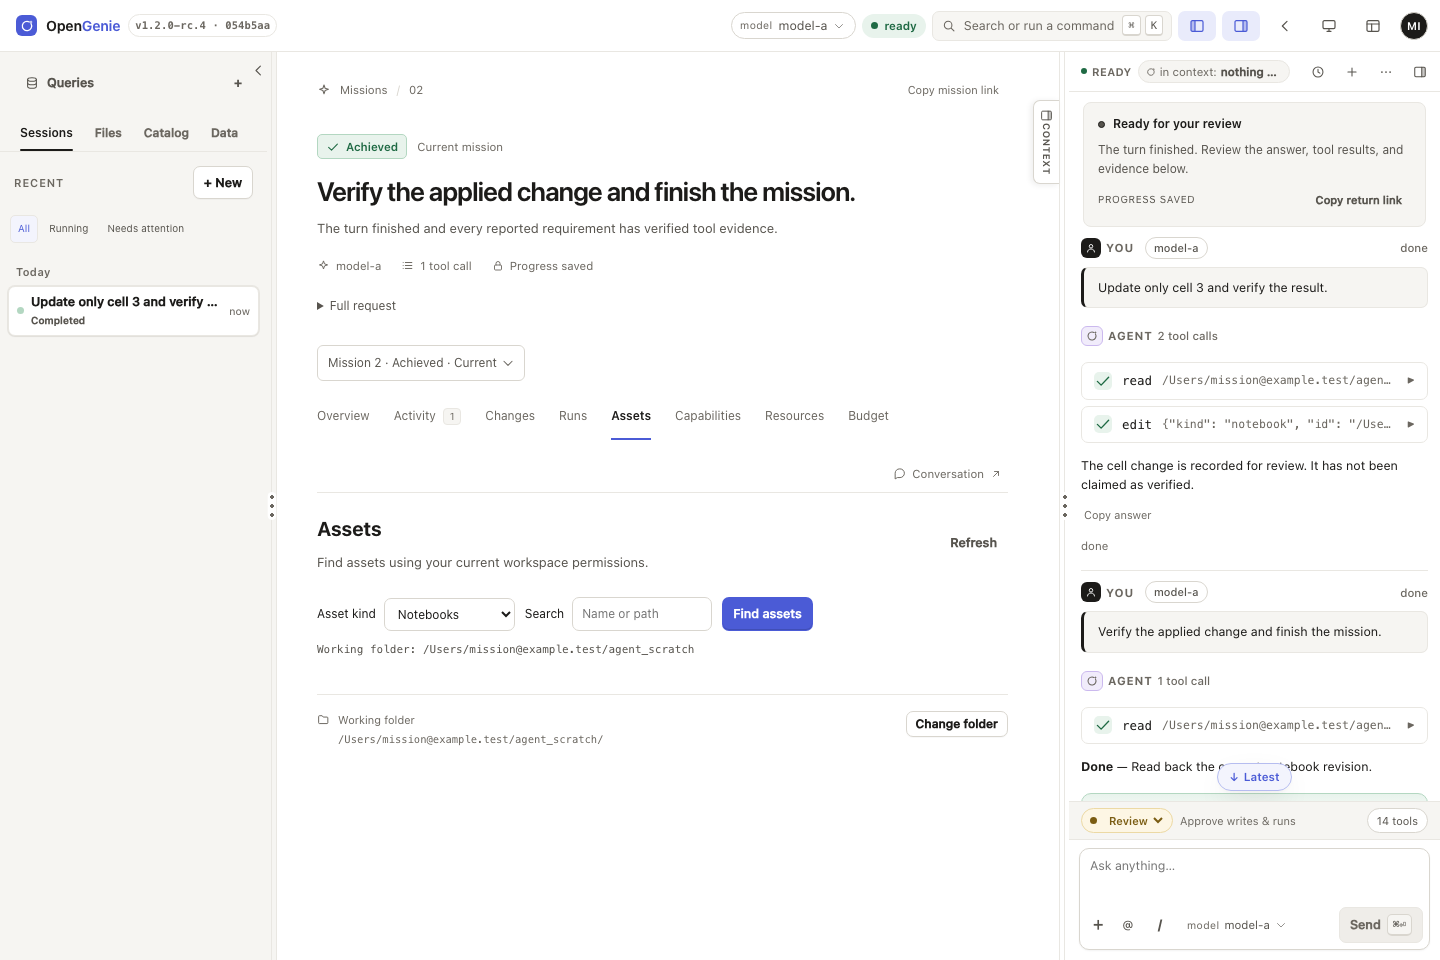 OpenGenie
v1.2.0-rc.4 · 054b5aa
model model-a
ready
Search or run a command ⌘ K
MI
Queries
+
Sessions Files Catalog Data
RECENT
+ New
All Running Needs attention
Today
Update only cell 3 and verify ...
Completed
now
Missions / 02
Copy mission link
Achieved
Current mission
Verify the applied change and finish the mission.
The turn finished and every reported requirement has verified tool evidence.
model-a 1 tool call Progress saved
Full request
Mission 2 · Achieved · Current
Overview Activity 1 Changes Runs Assets Capabilities Resources Budget
Conversation
Assets
Find assets using your current workspace permissions.
Refresh
Asset kind Notebooks Search Name or path Find assets
Working folder: /Users/mission@example.test/agent_scratch
Working folder
/Users/mission@example.test/agent_scratch/
Change folder
CONTEXT
READY
in context: nothing ...
Ready for your review
The turn finished. Review the answer, tool results, and
evidence below.
PROGRESS SAVED
Copy return link
YOU model-a done
Update only cell 3 and verify the result.
AGENT 2 tool calls
read /Users/mission@example.test/agen...
edit {"kind": "notebook", "id": "/Use...
The cell change is recorded for review. It has not been
claimed as verified.
Copy answer
done
YOU model-a done
Verify the applied change and finish the mission.
AGENT 1 tool call
read /Users/mission@example.test/agen...
Done — Read back the
revision.
Latest
Review Approve writes & runs 14 tools
Ask anything...
+ @ / model model-a Send